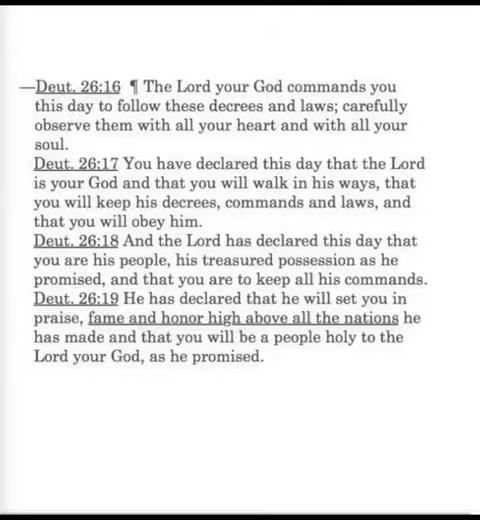 —Deut. 26:16 ¶ The Lord your God commands you
this day to follow these decrees and laws; carefully
observe them with all your heart and with all your
soul.
Deut. 26:17 You have declared this day that the Lord
is your God and that you will walk in his ways, that
you will keep his decrees, commands and laws, and
that you will obey him.
Deut. 26:18 And the Lord has declared this day that
you are his people, his treasured possession as he
promised, and that you are to keep all his commands.
Deut. 26:19 He has declared that he will set you in
praise, fame and honor high above all the nations he
has made and that you will be a people holy to the
Lord your God, as he promised.